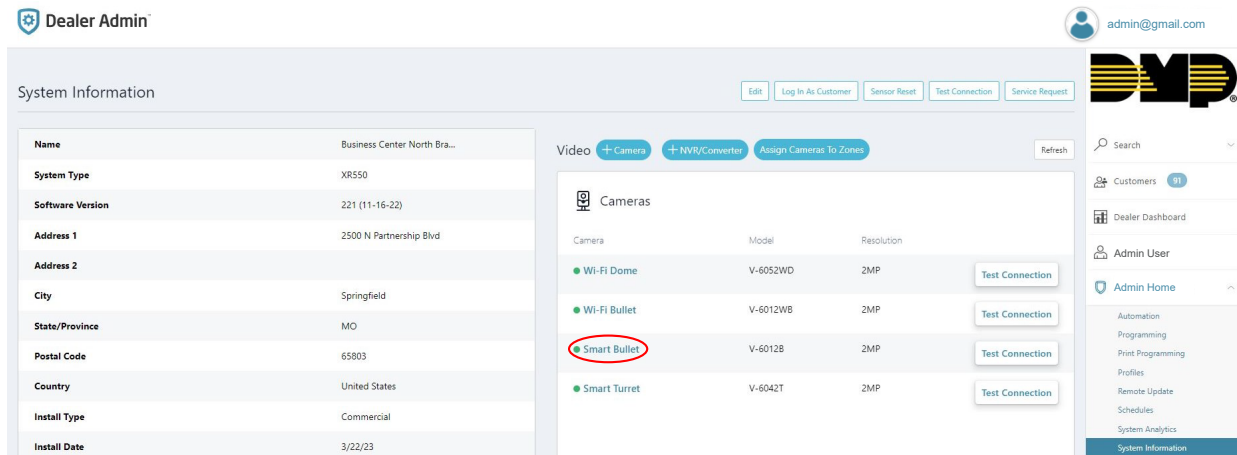 Dealer Admin
admin@gmail.com
System Information
Edit
Log In As Customer
Sensor Reset
Test Connection
Service Request
DMP®
Name Business Center North Bra...
System Type XR550
Software Version 221 (11-16-22)
Address 1 2500 N Partnership Blvd
Address 2
City Springfield
State/Province MO
Postal Code 65803
Country United States
Install Type Commercial
Install Date 3/22/23
Video + Camera + NVR/Converter Assign Cameras To Zones Refresh
Cameras
Camera Model Resolution
Wi-Fi Dome V-6052WD 2MP Test Connection
Wi-Fi Bullet V-6012WB 2MP Test Connection
Smart Bullet V-6012B 2MP Test Connection
Smart Turret V-6042T 2MP Test Connection
Search
Customers 91
Dealer Dashboard
Admin User
Admin Home
Automation
Programming
Print Programming
Profiles
Remote Update
Schedules
System Analytics
System Information